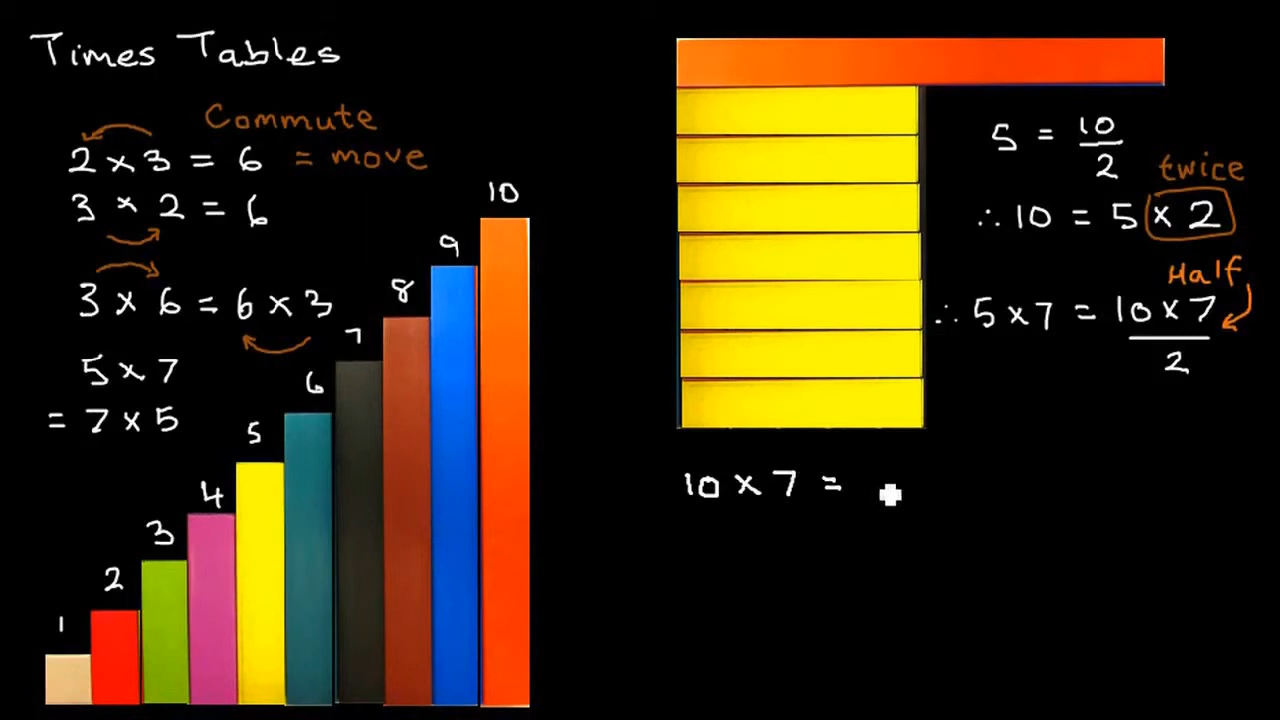 Times Tables
Commute
2 × 3 = 6 = move
3 × 2 = 6
3 × 6 = 6 × 3
5 × 7
= 7 × 5
1
2
3
4
5
6
7
8
9
10
5 = 10/2
twice
∴ 10 = 5 × 2
Half
∴ 5 × 7 = 10 × 7
2
10 × 7 =